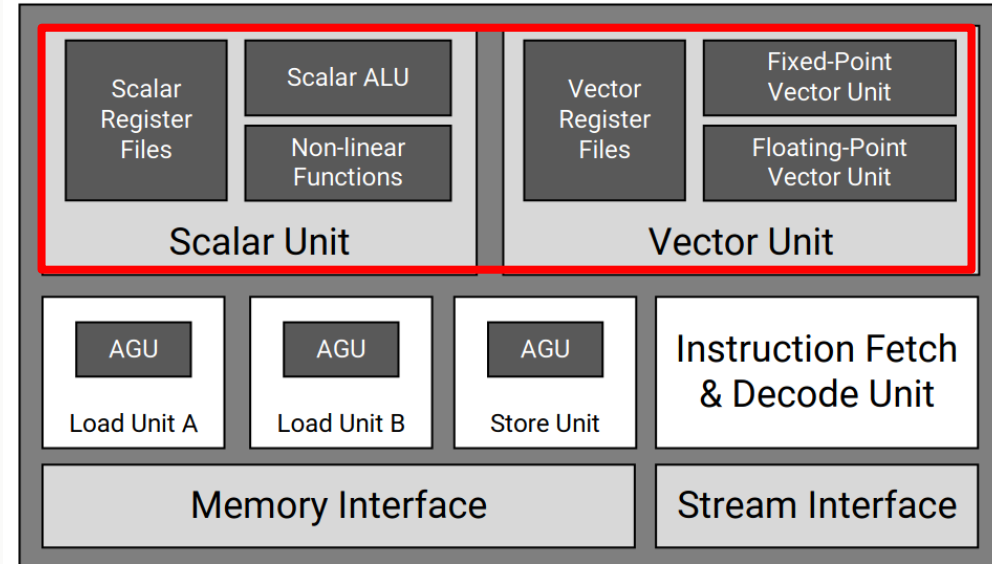 Scalar
Register
Files
Scalar ALU
Non-linear
Functions
Scalar Unit
Vector
Register
Files
Fixed-Point
Vector Unit
Floating-Point
Vector Unit
Vector Unit
AGU
Load Unit A
AGU
Load Unit B
AGU
Store Unit
Instruction Fetch
& Decode Unit
Memory Interface
Stream Interface